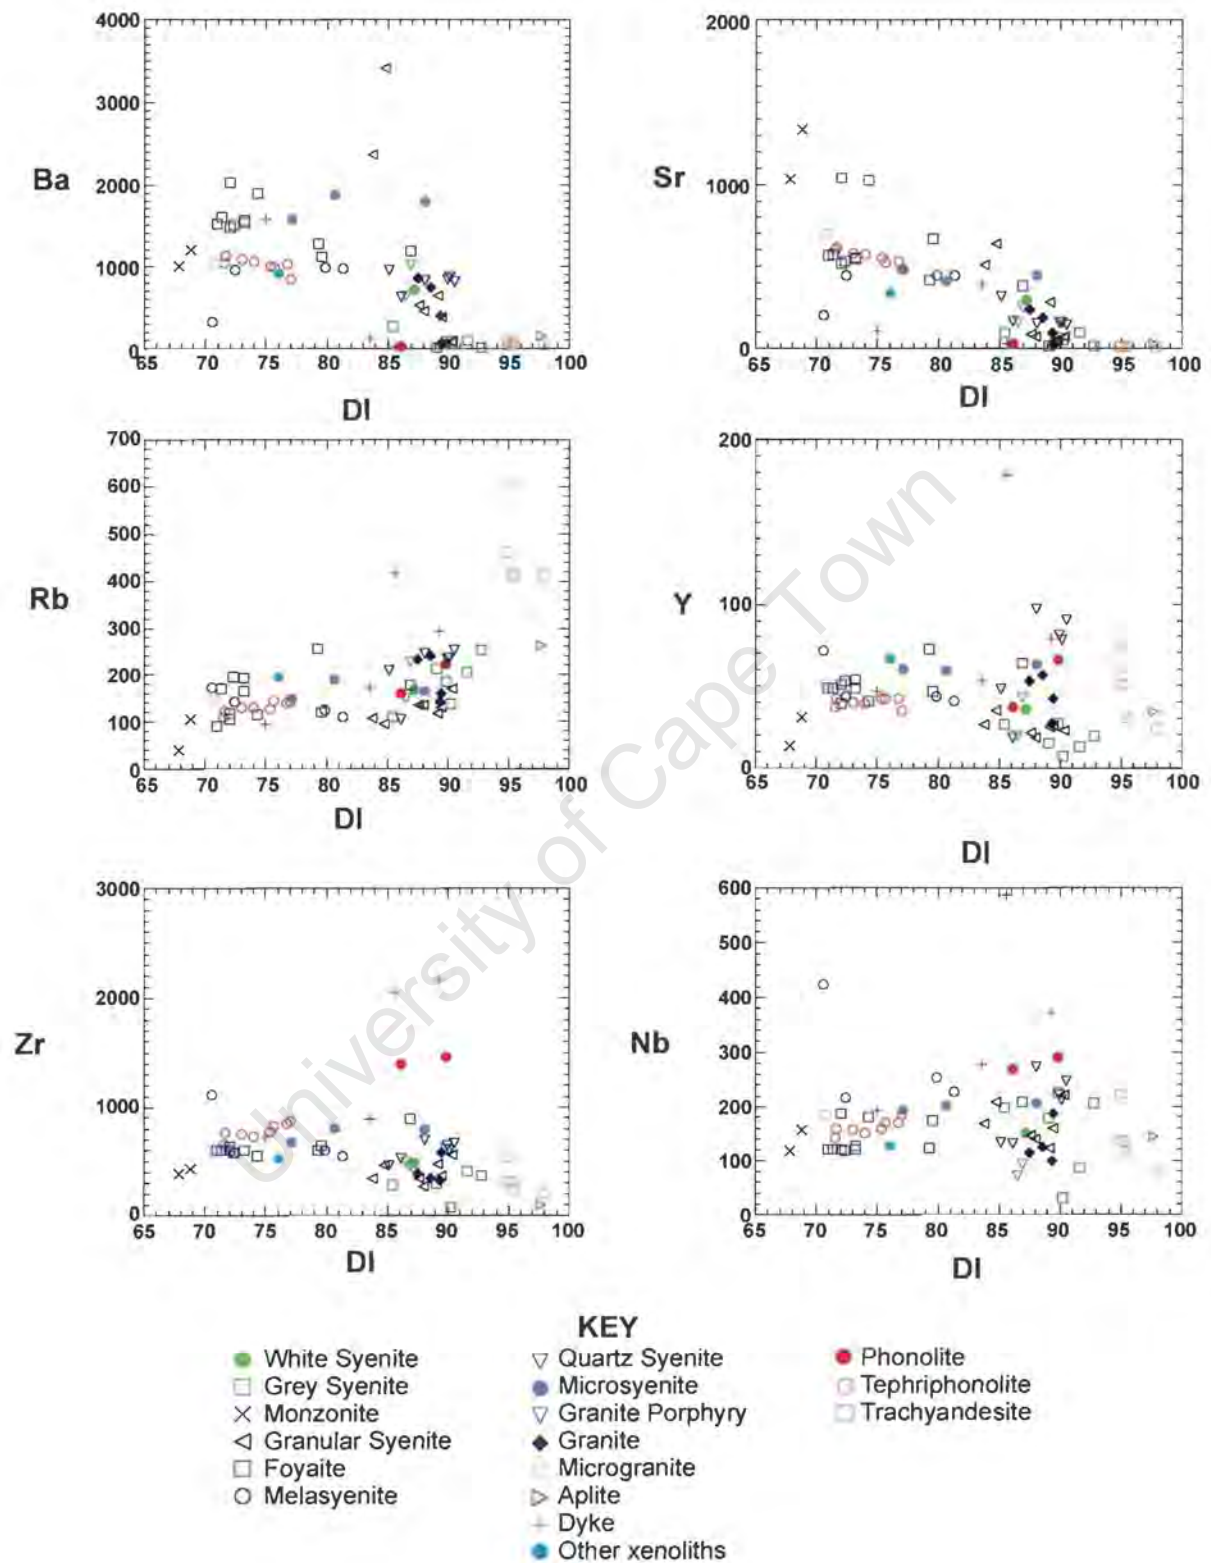 4000
3000
2000
1000
0
Ba
65 70 75 80 85 90 95 100
DI
2000
1000
0
Sr
65 70 75 80 85 90 95 100
DI
700
600
500
400
300
200
100
0
Rb
65 70 75 80 85 90 95 100
DI
200
100
0
Y
65 70 75 80 85 90 95 100
DI
3000
2000
1000
0
Zr
65 70 75 80 85 90 95 100
DI
600
500
400
300
200
100
0
Nb
65 70 75 80 85 90 95 100
DI
University of Cape Town
KEY
White Syenite
Grey Syenite
Monzonite
Granular Syenite
Foyaite
Melasyenite
Quartz Syenite
Microsyenite
Granite Porphyry
Granite
Microgranite
Aplite
Dyke
Other xenoliths
Phonolite
Tephriphonolite
Trachyandesite